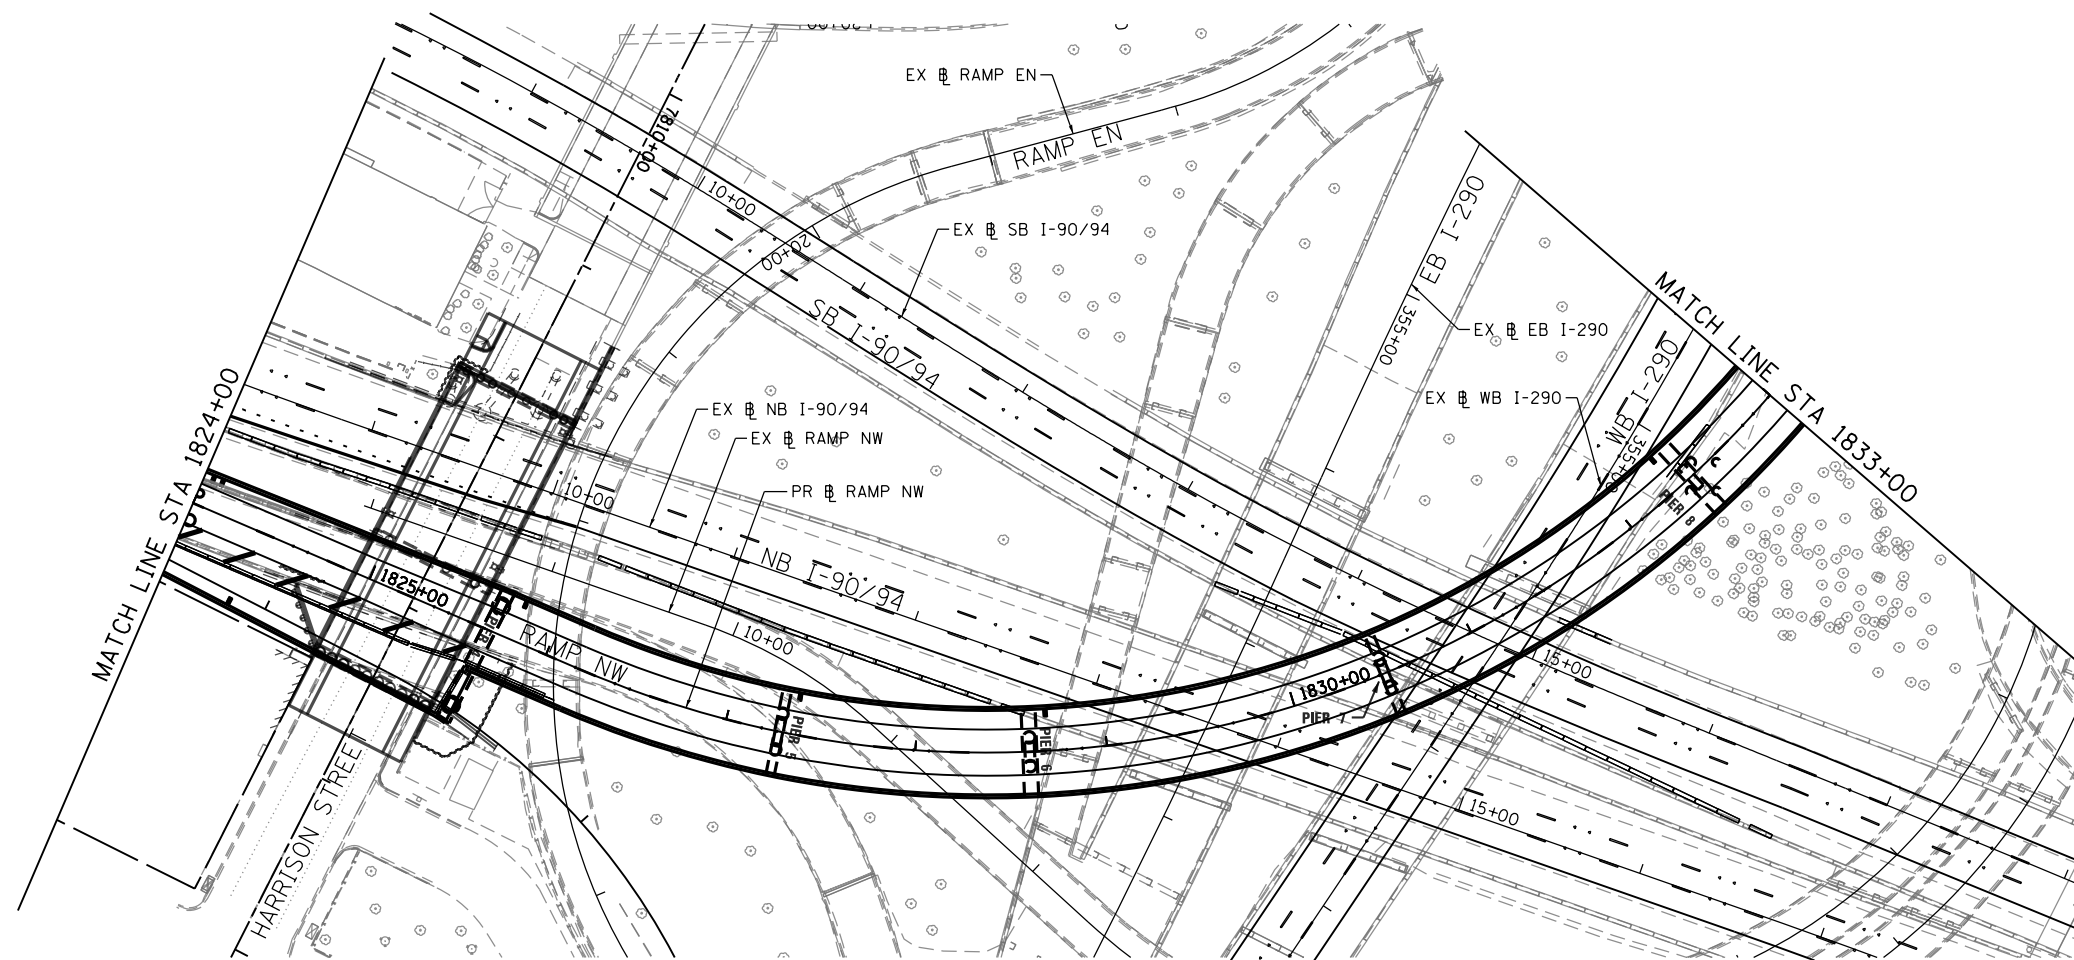 EX ⅊ RAMP EN
RAMP EN
7810+00
10+00
20+00
EX ⅊ SB I-90/94
SB I-90/94
EB I-290
355+00
EX ⅊ EB I-290
MATCH LINE STA 1833+00
EX ⅊ WB I-290
WB I-290
355+00
PIER 8
MATCH LINE STA 1824+00
EX ⅊ NB I-90/94
EX ⅊ RAMP NW
PR ⅊ RAMP NW
10+00
NB I-90/94
1825+00
PIER
RAMP NW
10+00
PIER 5
PIER 6
1830+00
PIER 7
15+00
15+00
HARRISON STREET